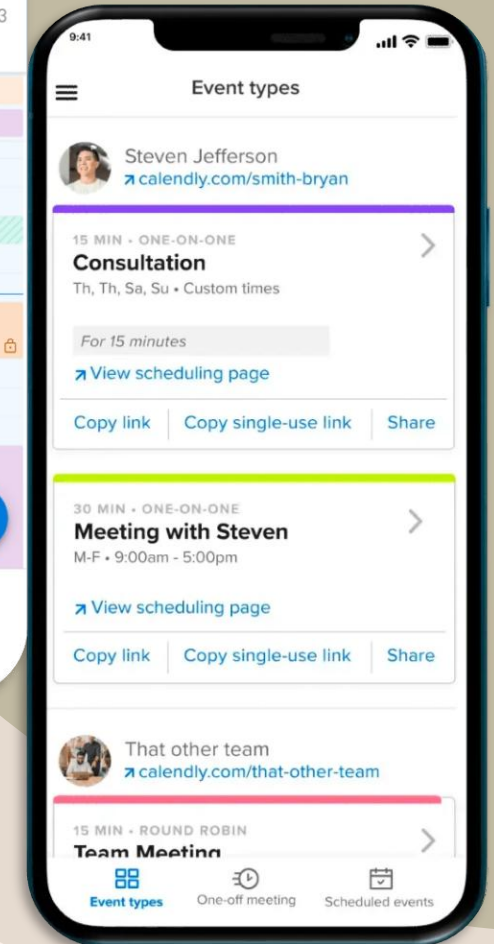 3
9:41
Event types
Steven Jefferson
calendly.com/smith-bryan
15 MIN • ONE-ON-ONE
Consultation
Th, Th, Sa, Su • Custom times
For 15 minutes
View scheduling page
Copy link
Copy single-use link
Share
30 MIN • ONE-ON-ONE
Meeting with Steven
M-F • 9:00am - 5:00pm
View scheduling page
Copy link
Copy single-use link
Share
That other team
calendly.com/that-other-team
15 MIN • ROUND ROBIN
Team Meeting
Event types
One-off meeting
Scheduled events